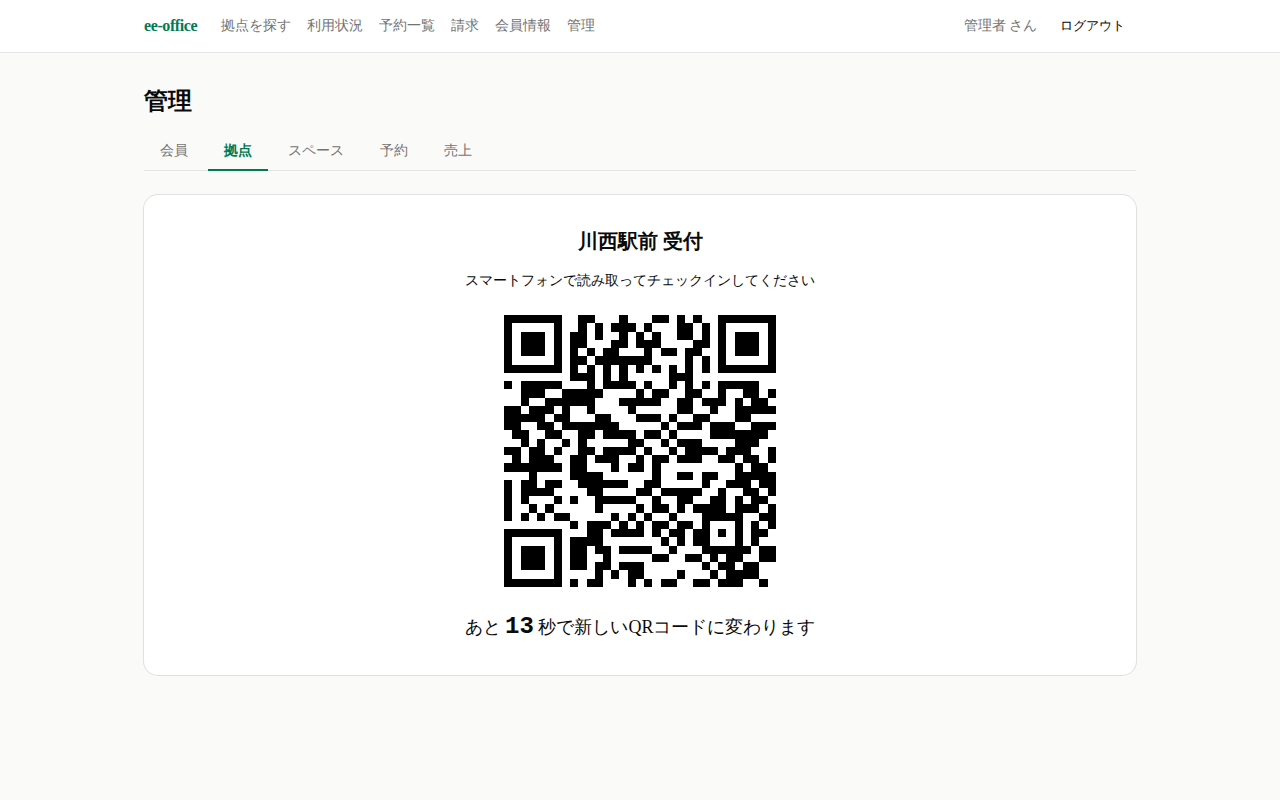 ee-office 拠点を探す 利用状況 予約一覧 請求 会員情報 管理 管理者 さん ログアウト
管理
会員 拠点 スペース 予約 売上
川西駅前 受付
スマートフォンで読み取ってチェックインしてください
あと 13 秒で新しいQRコードに変わります